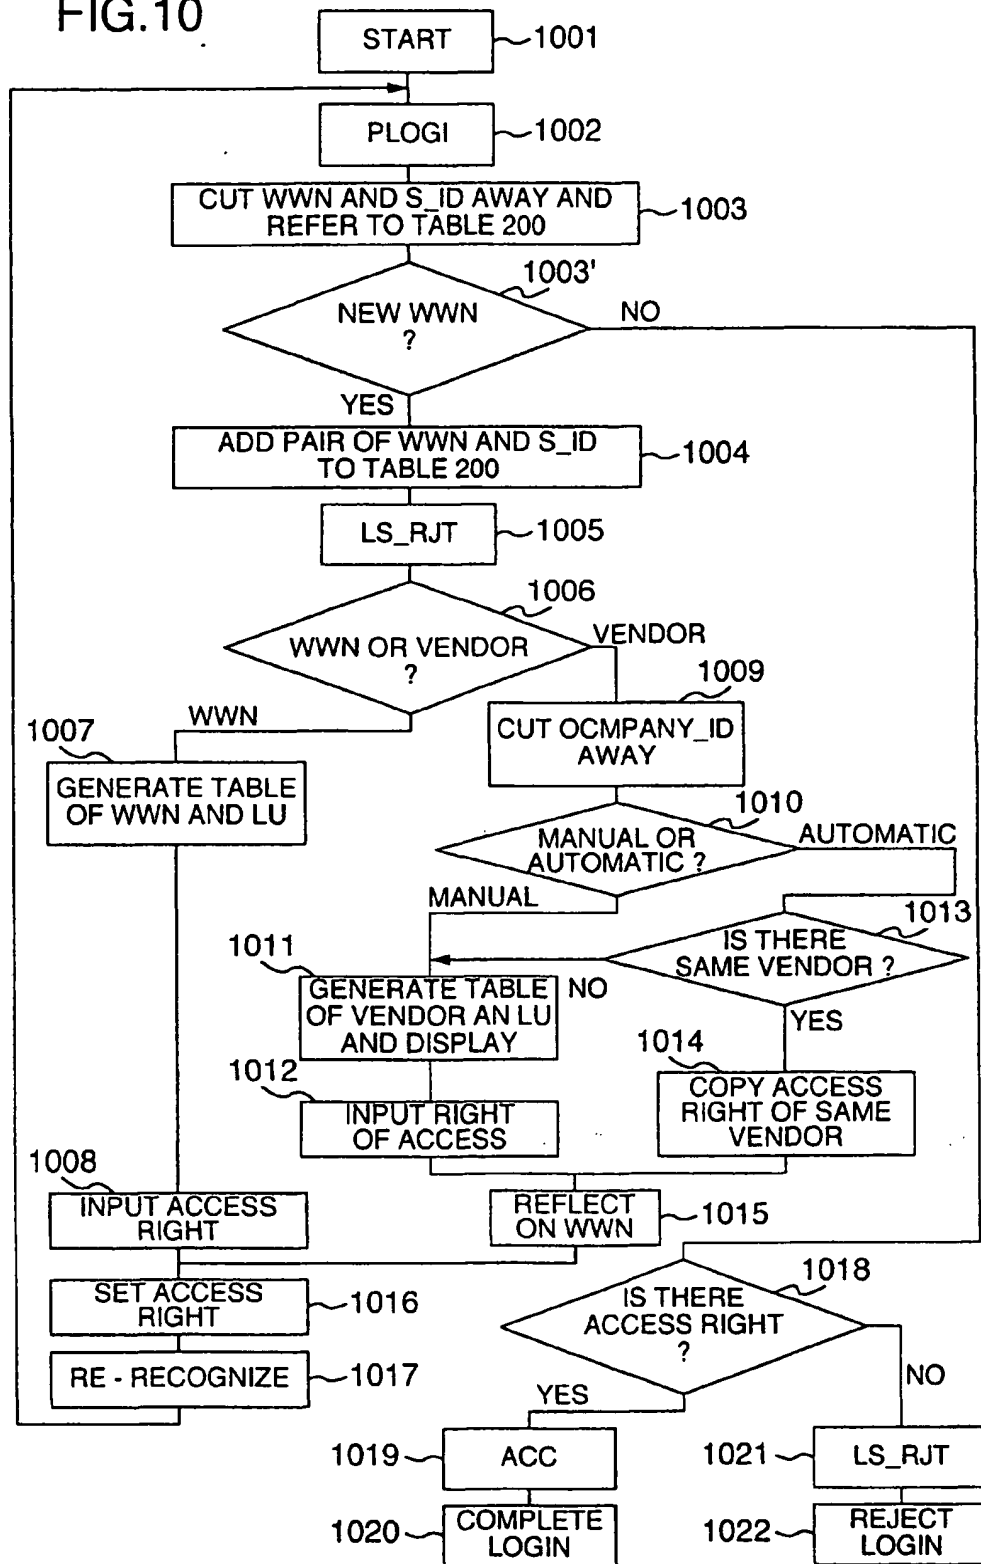 FIG.10
START
1001
PLOGI
1002
CUT WWN AND S_ID AWAY AND
REFER TO TABLE 200
1003
1003'
NEW WWN
?
NO
YES
ADD PAIR OF WWN AND S_ID
TO TABLE 200
1004
LS_RJT
1005
1006
WWN OR VENDOR
?
VENDOR
WWN
1007
GENERATE TABLE
OF WWN AND LU
1009
CUT OCMPANY_ID
AWAY
1010
MANUAL OR
AUTOMATIC ?
AUTOMATIC
MANUAL
1013
IS THERE
SAME VENDOR ?
NO
YES
1011
GENERATE TABLE
OF VENDOR AN LU
AND DISPLAY
1014
COPY ACCESS
RIGHT OF SAME
VENDOR
1012
INPUT RIGHT
OF ACCESS
1008
INPUT ACCESS
RIGHT
REFLECT
ON WWN
1015
SET ACCESS
RIGHT
1016
RE - RECOGNIZE
1017
1018
IS THERE
ACCESS RIGHT
?
YES
NO
1019
ACC
1021
LS_RJT
1020
COMPLETE
LOGIN
1022
REJECT
LOGIN